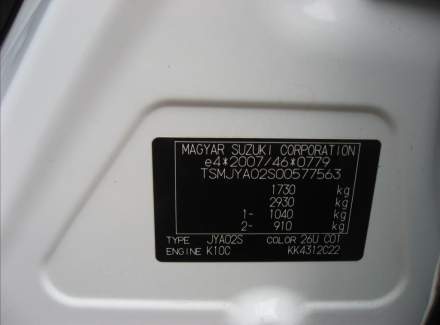 MAGYAR SUZUKI CORPORATION
e4*2007/46*0779
TSMJYA02S00577563
1730 kg
2930 kg
1- 1040 kg
2- 910 kg
TYPE JYA02S COLOR 26U C01
ENGINE K10C KK4312C22